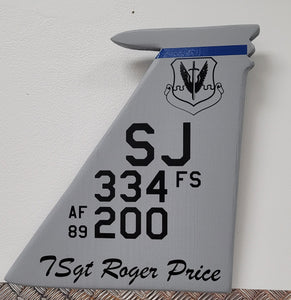 SJ
334 FS
AF 89 200
TSgt Roger Price